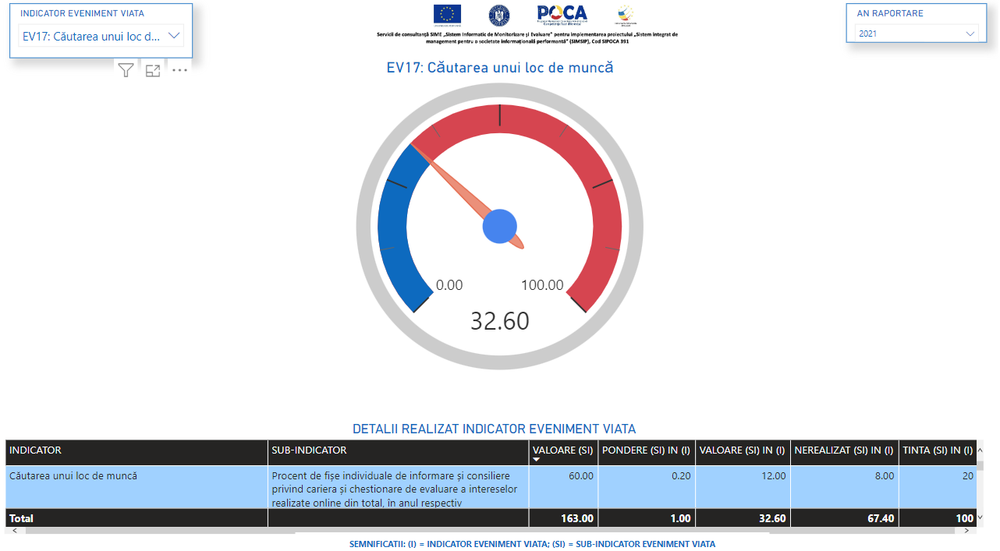 INDICATOR EVENIMENT VIATA
EV17: Căutarea unui loc d...
POCA
Servicii de consultanță SIME „Sistem Informatic de Monitorizare și Evaluare” pentru implementarea proiectului „Sistem integrat de
management pentru o societate informațională performantă” (SIMSIP), Cod SIPOCA 391
AN RAPORTARE
2021
EV17: Căutarea unui loc de muncă
0.00
100.00
32.60
DETALII REALIZAT INDICATOR EVENIMENT VIATA
INDICATOR SUB-INDICATOR VALOARE (SI) PONDERE (SI) IN (I) VALOARE (SI) IN (I) NEREALIZAT (SI) IN (I) TINTA (SI) IN (I)
Căutarea unui loc de muncă Procent de fișe individuale de informare și consiliere 60.00 0.20 12.00 8.00 20
privind cariera și chestionare de evaluare a intereselor
realizate online din total, în anul respectiv
Total 163.00 1.00 32.60 67.40 100
SEMNIFICATII: (I) = INDICATOR EVENIMENT VIATA; (SI) = SUB-INDICATOR EVENIMENT VIATA